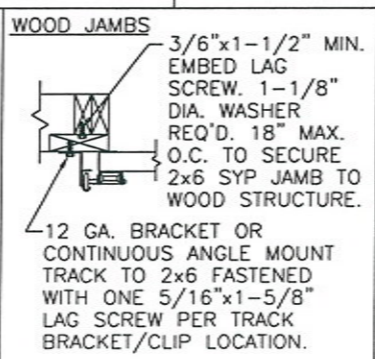 WOOD JAMBS
3/6"x1-1/2" MIN.
EMBED LAG
SCREW. 1-1/8"
DIA. WASHER
REQ'D. 18" MAX.
O.C. TO SECURE
2x6 SYP JAMB TO
WOOD STRUCTURE.
12 GA. BRACKET OR
CONTINUOUS ANGLE MOUNT
TRACK TO 2x6 FASTENED
WITH ONE 5/16"x1-5/8"
LAG SCREW PER TRACK
BRACKET/CLIP LOCATION.